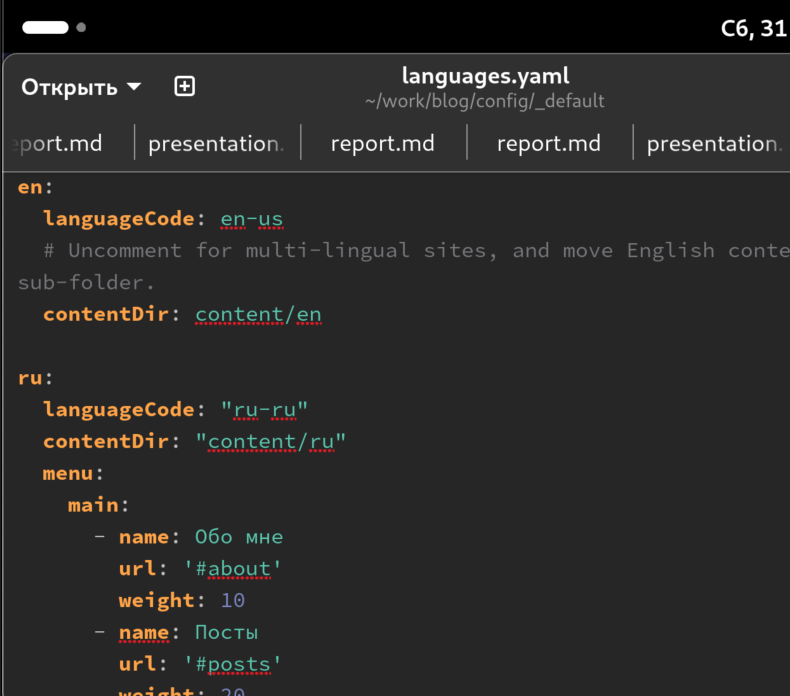 Сб, 31
Открыть
languages.yaml
~/work/blog/config/_default
report.md presentation. report.md report.md presentation.
en:
languageCode: en-us
# Uncomment for multi-lingual sites, and move English conte
sub-folder.
contentDir: content/en
ru:
languageCode: "ru-ru"
contentDir: "content/ru"
menu:
main:
- name: Обо мне
url: '#about'
weight: 10
- name: Посты
url: '#posts'
weight: 20